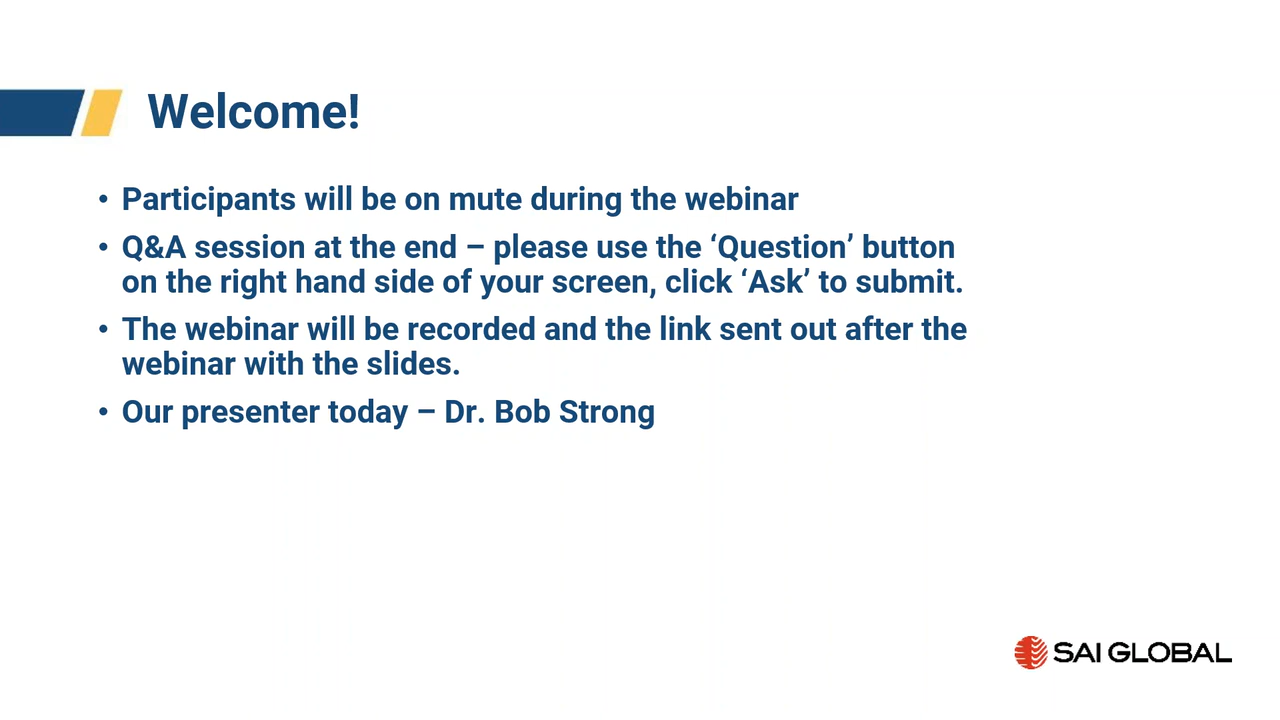 Welcome!
• Participants will be on mute during the webinar
• Q&A session at the end – please use the ‘Question’ button
on the right hand side of your screen, click ‘Ask’ to submit.
• The webinar will be recorded and the link sent out after the
webinar with the slides.
• Our presenter today – Dr. Bob Strong
SAI GLOBAL